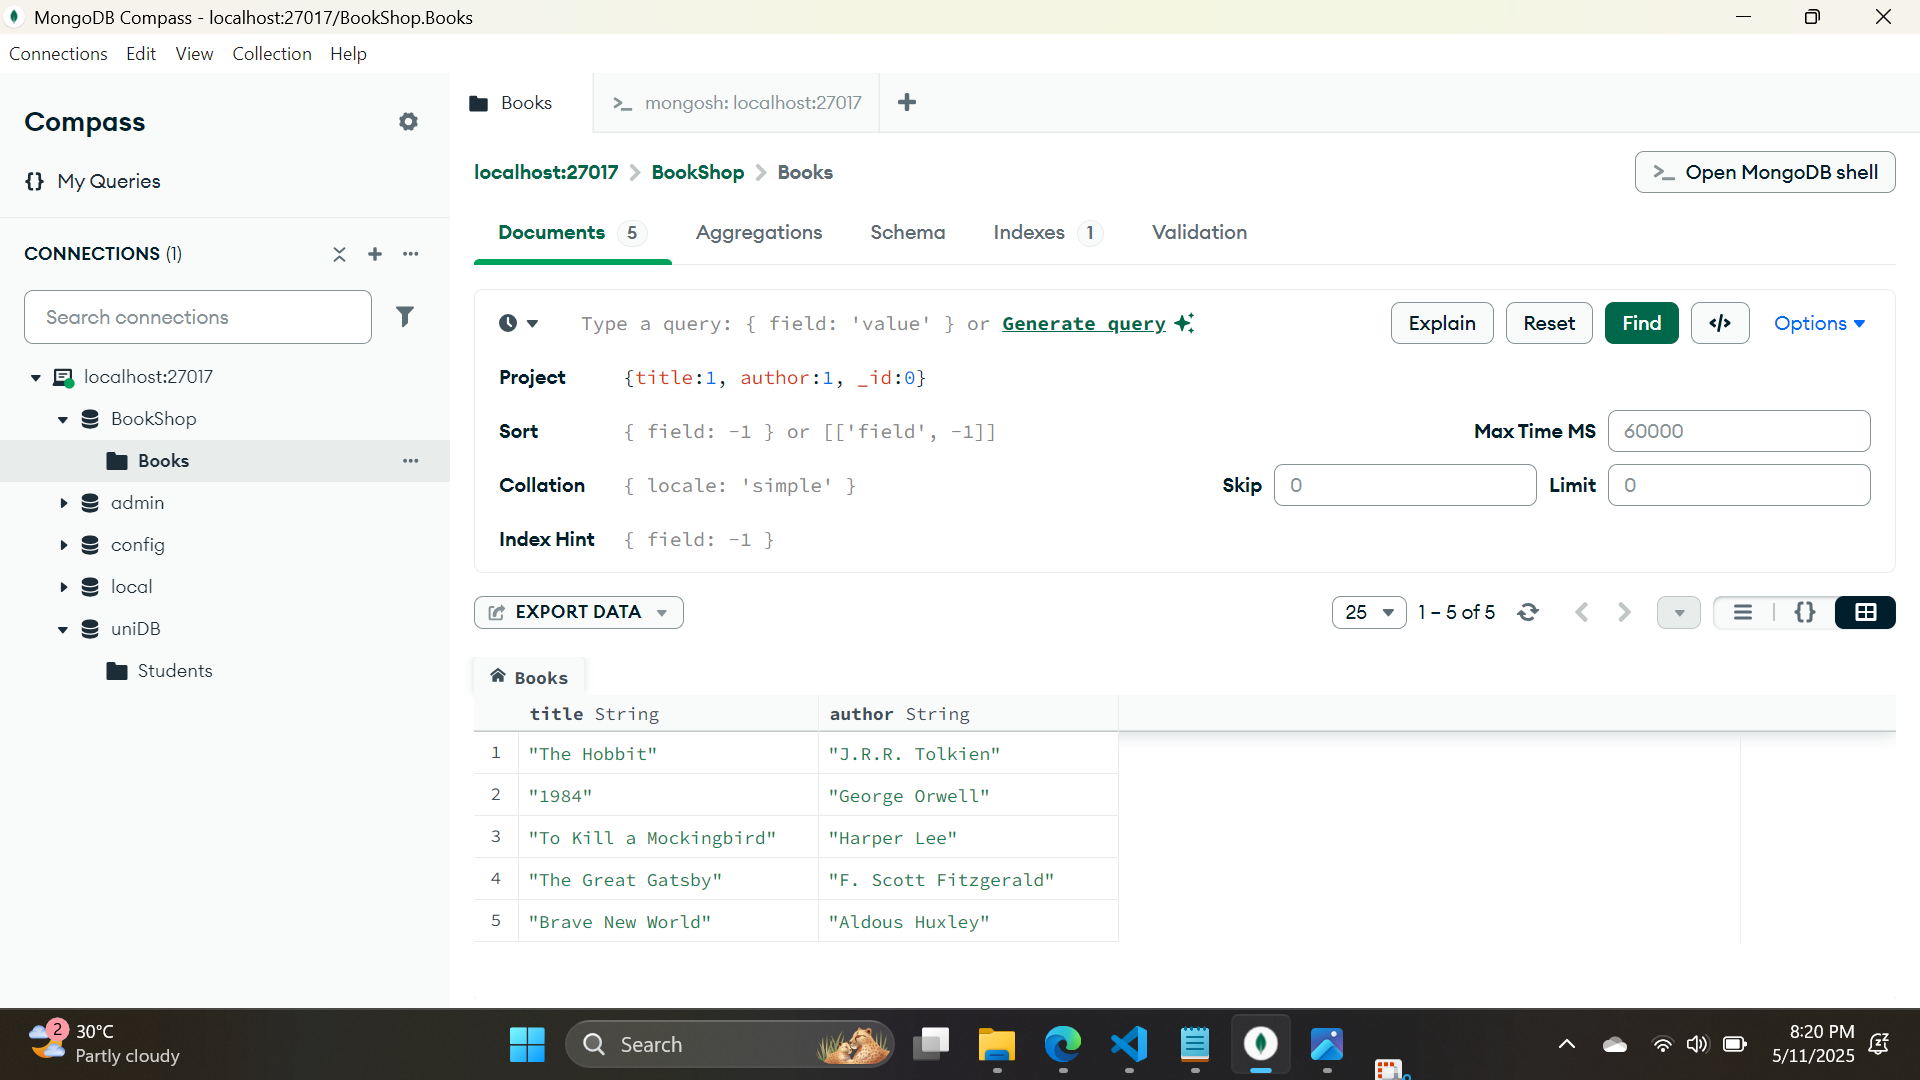 MongoDB Compass - localhost:27017/BookShop.Books
Connections Edit View Collection Help
Compass
My Queries
CONNECTIONS (1)
Search connections
localhost:27017
BookShop
Books
admin
config
local
uniDB
Students
Books
>_ mongosh: localhost:27017
localhost:27017 > BookShop > Books
>_ Open MongoDB shell
Documents 5 Aggregations Schema Indexes 1 Validation
Type a query: { field: 'value' } or Generate query
Explain Reset Find </> Options
Project {title:1, author:1, _id:0}
Sort { field: -1 } or [['field', -1]]
Max Time MS 60000
Collation { locale: 'simple' }
Skip 0 Limit 0
Index Hint { field: -1 }
EXPORT DATA
25 1 – 5 of 5
{}
Books
title String author String
1 "The Hobbit" "J.R.R. Tolkien"
2 "1984" "George Orwell"
3 "To Kill a Mockingbird" "Harper Lee"
4 "The Great Gatsby" "F. Scott Fitzgerald"
5 "Brave New World" "Aldous Huxley"
2 30°C
Partly cloudy
Search
8:20 PM
5/11/2025